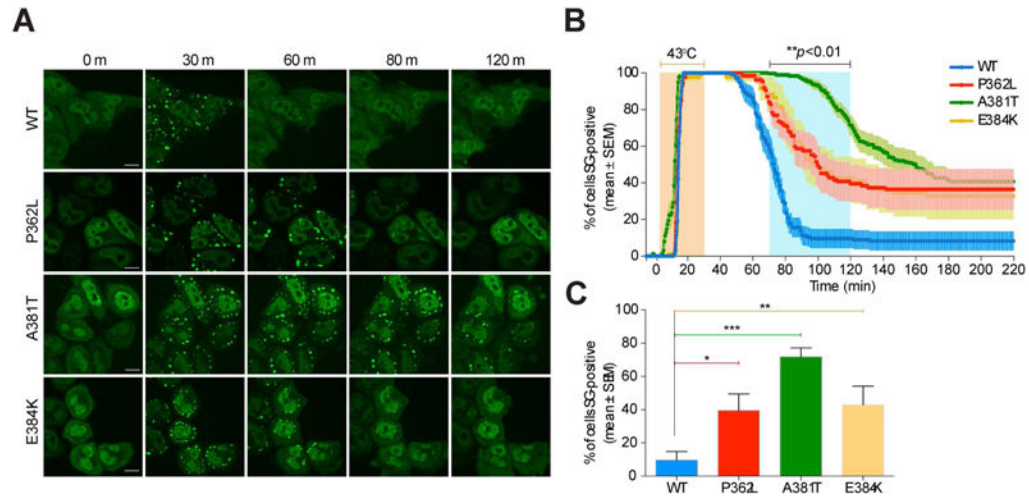 A
0 m 30 m 60 m 80 m 120 m
WT
P362L
A381T
E384K
B
43°C
**p<0.01
WT
P362L
A381T
E384K
% of cells SG-positive
(mean ± SEM)
100
80
60
40
20
0
0 20 40 60 80 100 120 140 160 180 200 220
Time (min)
C
% of cells SG-positive
(mean ± SEM)
100
80
60
40
20
0
**
***
*
WT P362L A381T E384K